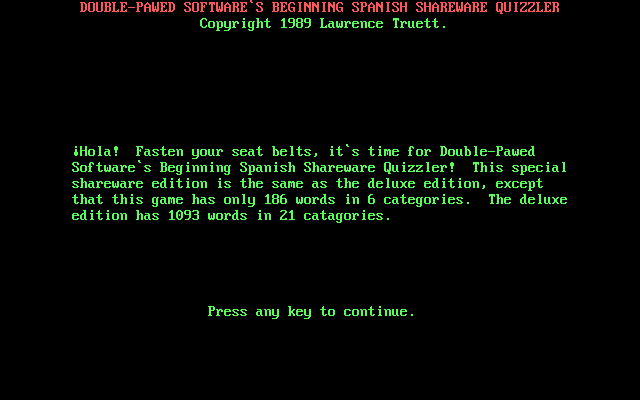 DOUBLE-PAWED SOFTWARE`S BEGINNING SPANISH SHAREWARE QUIZZLER
Copyright 1989 Lawrence Truett.
¡Hola!  Fasten your seat belts, it`s time for Double-Pawed
Software`s Beginning Spanish Shareware Quizzler!  This special
shareware edition is the same as the deluxe edition, except
that this game has only 186 words in 6 categories.  The deluxe
edition has 1093 words in 21 catagories.
Press any key to continue.